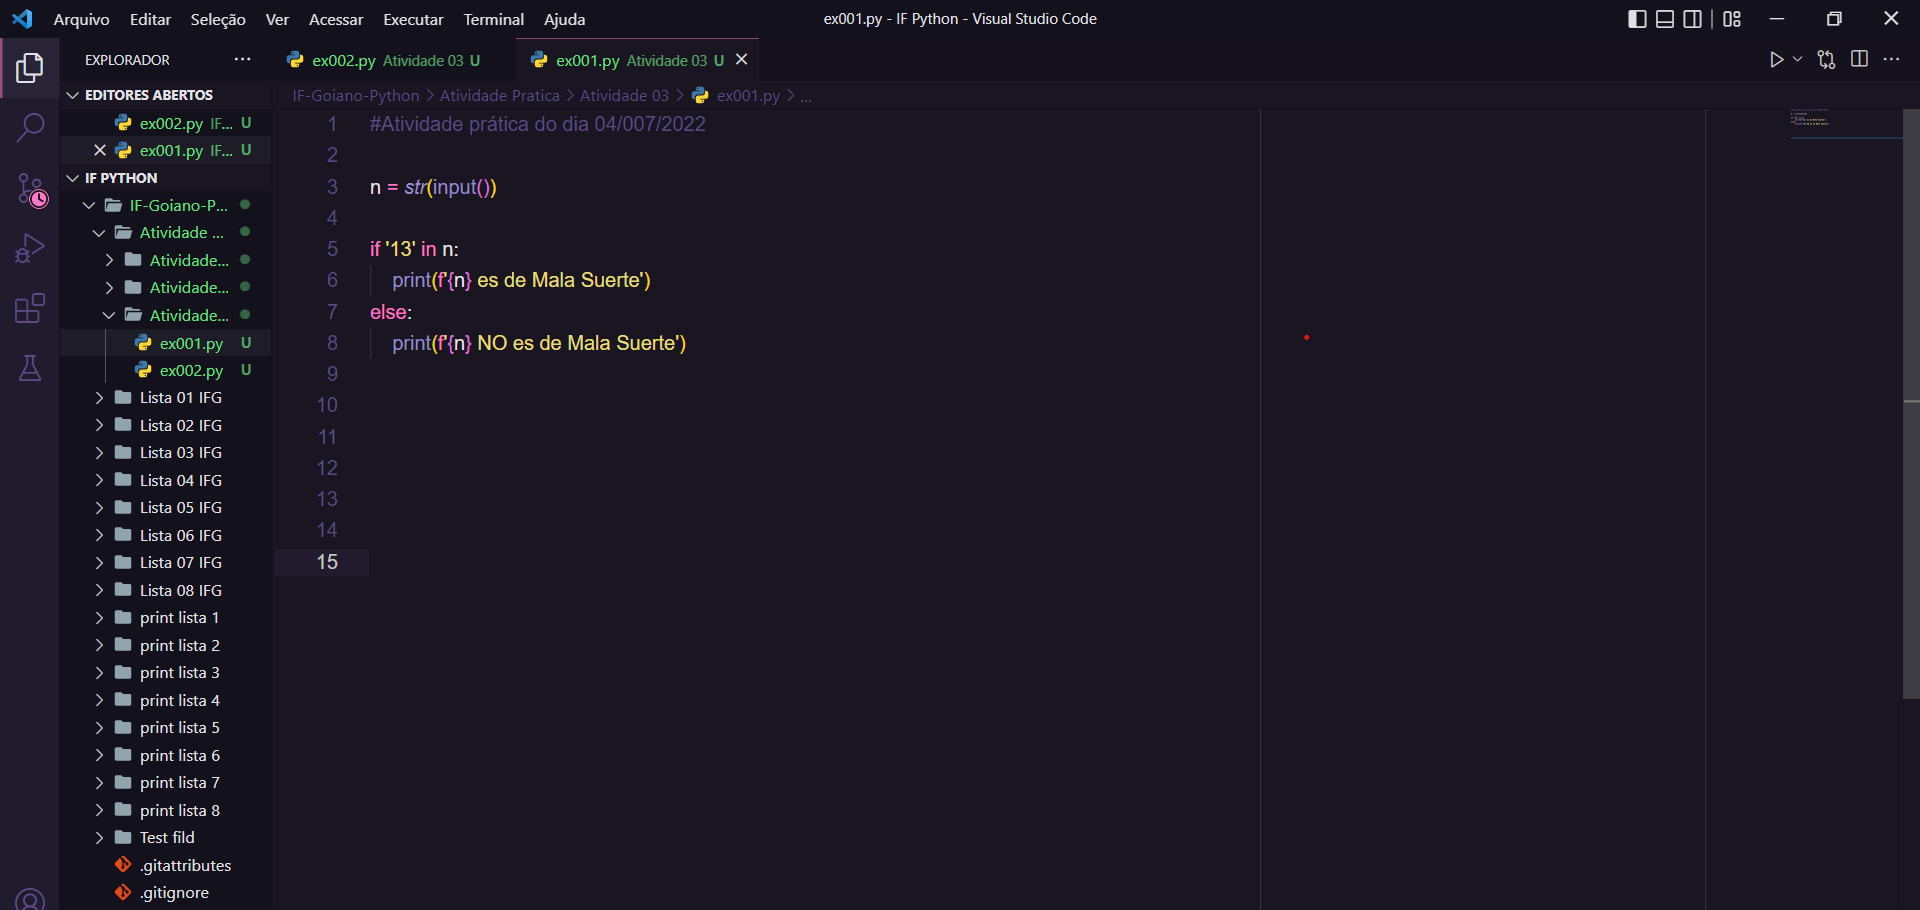 Arquivo Editar Seleção Ver Acessar Executar Terminal Ajuda
ex001.py - IF Python - Visual Studio Code
EXPLORADOR ...
ex002.py Atividade 03 U
ex001.py Atividade 03 U
IF-Goiano-Python > Atividade Pratica > Atividade 03 > ex001.py > ...
EDITORES ABERTOS
ex002.py IF... U
ex001.py IF... U
IF PYTHON
IF-Goiano-P...
Atividade ...
Atividade...
Atividade...
Atividade...
ex001.py U
ex002.py U
Lista 01 IFG
Lista 02 IFG
Lista 03 IFG
Lista 04 IFG
Lista 05 IFG
Lista 06 IFG
Lista 07 IFG
Lista 08 IFG
print lista 1
print lista 2
print lista 3
print lista 4
print lista 5
print lista 6
print lista 7
print lista 8
Test fild
.gitattributes
.gitignore
1 #Atividade prática do dia 04/007/2022
2
3 n = str(input())
4
5 if '13' in n:
6 print(f'{n} es de Mala Suerte')
7 else:
8 print(f'{n} NO es de Mala Suerte')
9
10
11
12
13
14
15